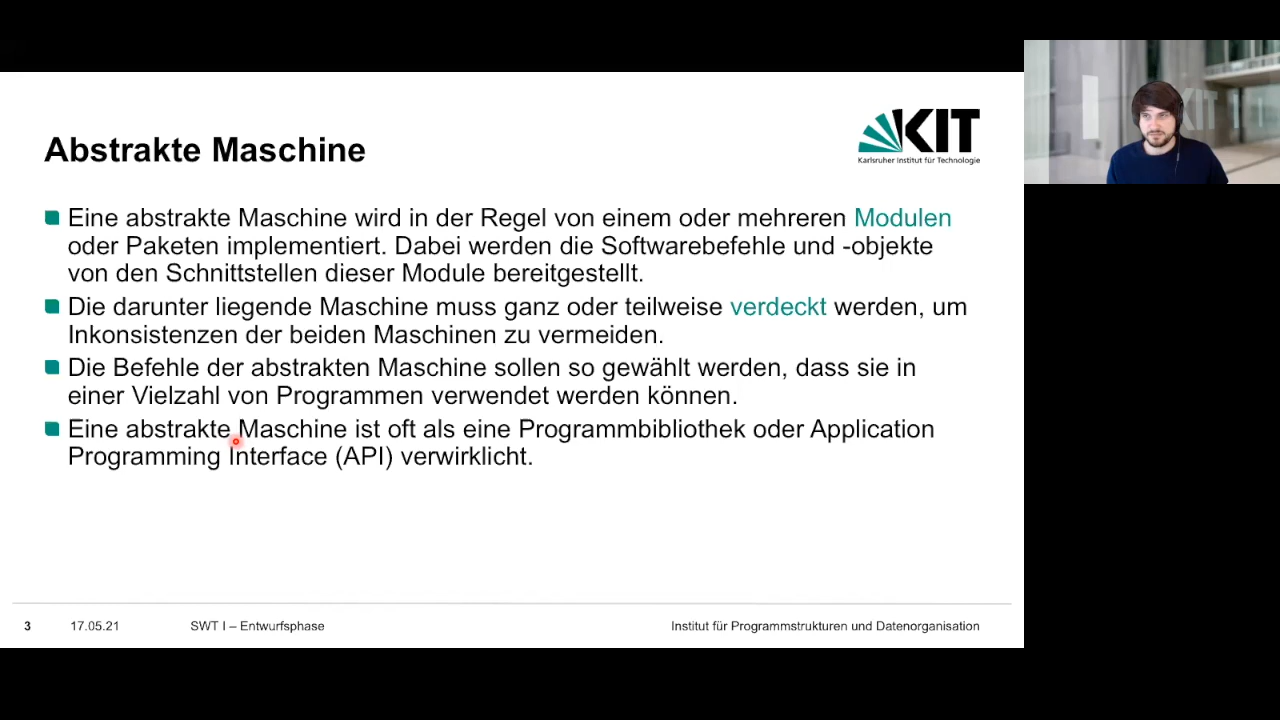 Abstrakte Maschine
KIT
Karlsruher Institut für Technologie
Eine abstrakte Maschine wird in der Regel von einem oder mehreren Modulen
oder Paketen implementiert. Dabei werden die Softwarebefehle und -objekte
von den Schnittstellen dieser Module bereitgestellt.
Die darunter liegende Maschine muss ganz oder teilweise verdeckt werden, um
Inkonsistenzen der beiden Maschinen zu vermeiden.
Die Befehle der abstrakten Maschine sollen so gewählt werden, dass sie in
einer Vielzahl von Programmen verwendet werden können.
Eine abstrakte Maschine ist oft als eine Programmbibliothek oder Application
Programming Interface (API) verwirklicht.
3 17.05.21 SWT I – Entwurfsphase Institut für Programmstrukturen und Datenorganisation
KIT